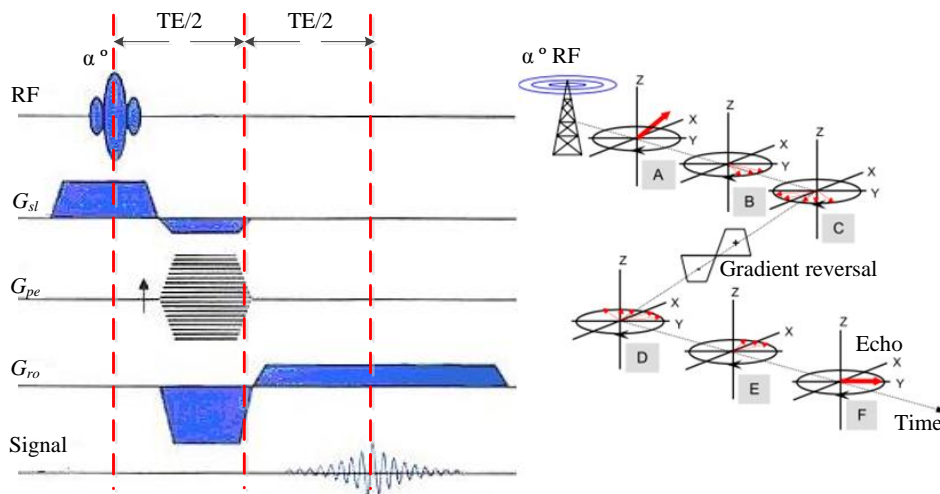 TE/2 TE/2
α º
RF
G_sl
G_pe
G_ro
Signal
α º RF
Z
X
Y
A
Z
X
Y
B
Z
X
Y
C
+
-
Gradient reversal
Z
X
Y
D
Z
X
Y
E
Echo
Z
X
Y
F
Time